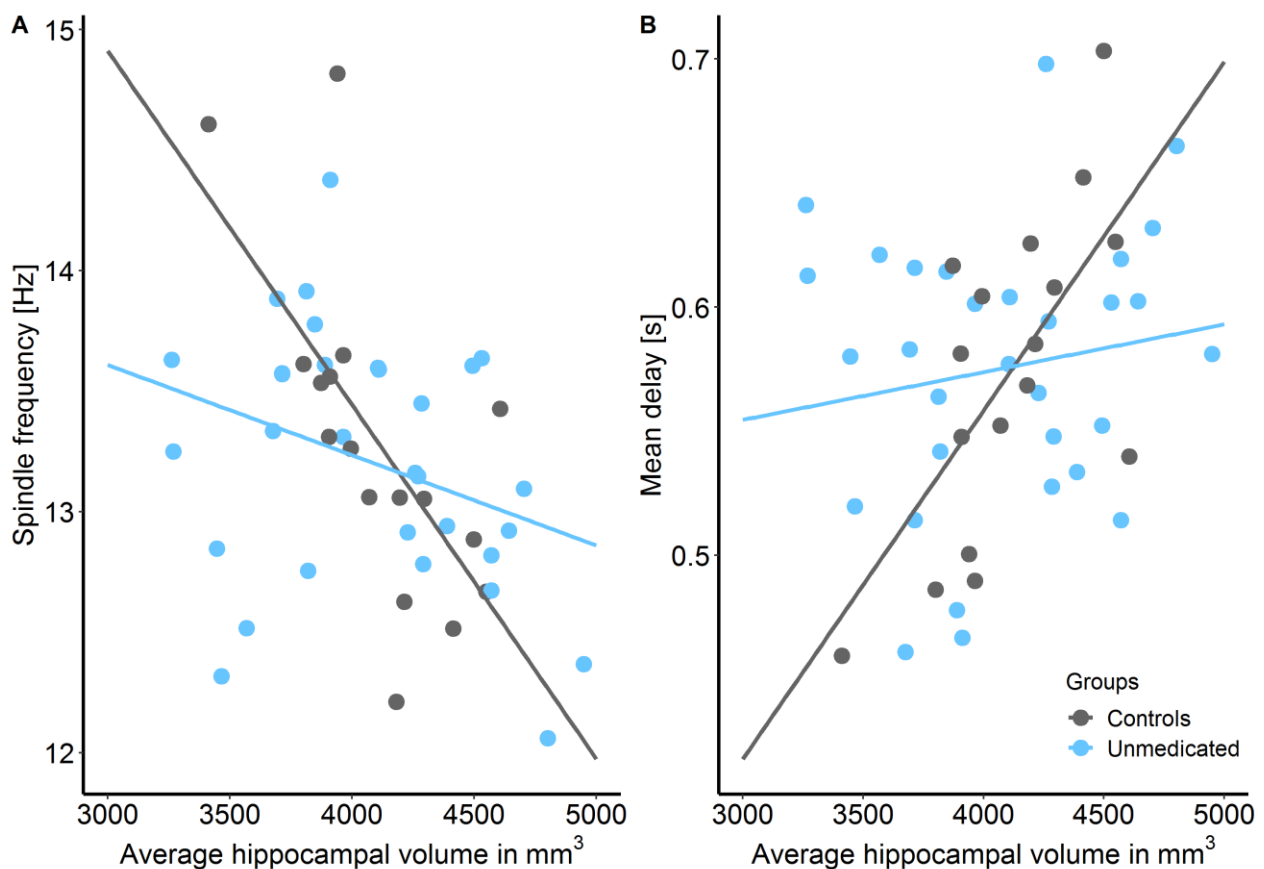 A
Spindle frequency [Hz]
15
14
13
12
3000 3500 4000 4500 5000
Average hippocampal volume in mm³
B
Mean delay [s]
0.7
0.6
0.5
Groups
Controls
Unmedicated
3000 3500 4000 4500 5000
Average hippocampal volume in mm³